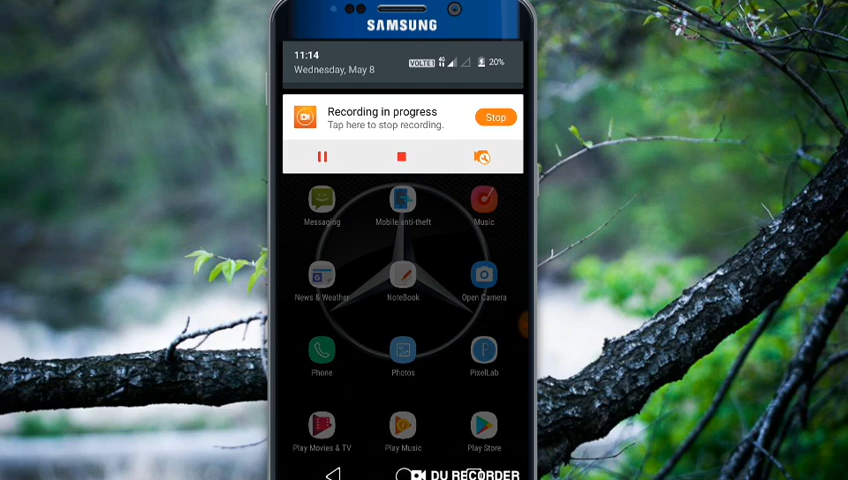 SAMSUNG
11:14
Wednesday, May 8
VOLTE1 4G 20%
Recording in progress
Tap here to stop recording.
Stop
Messaging
Mobile anti-theft
Music
News & Weather
NoteBook
Open Camera
Phone
Photos
PixelLab
Play Movies & TV
Play Music
Play Store
DU RECORDER